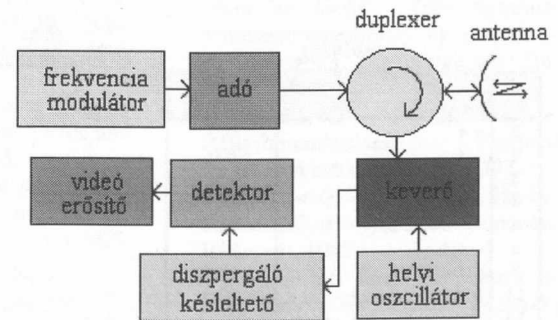 duplexer
antenna
frekvencia
modulátor
adó
videó
erősítő
detektor
keverő
diszpergáló
késleltető
helyi
oszcillátor